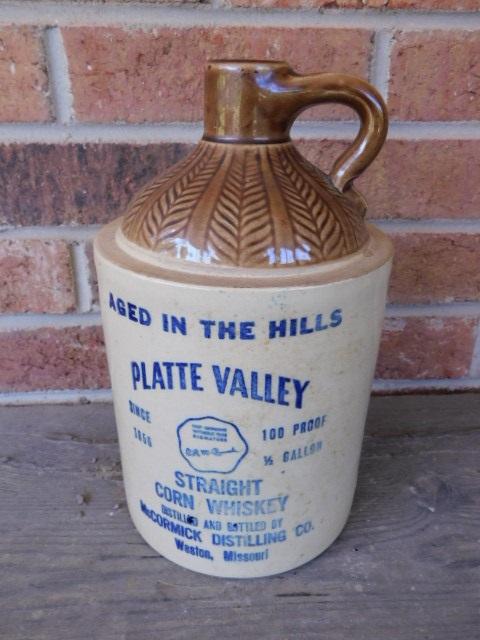 AGED IN THE HILLS
PLATTE VALLEY
SINCE 1856
100 PROOF
½ GALLON
SIGNATURE
STRAIGHT
CORN WHISKEY
DISTILLED AND BOTTLED BY
McCORMICK DISTILLING CO.
Weston, Missouri